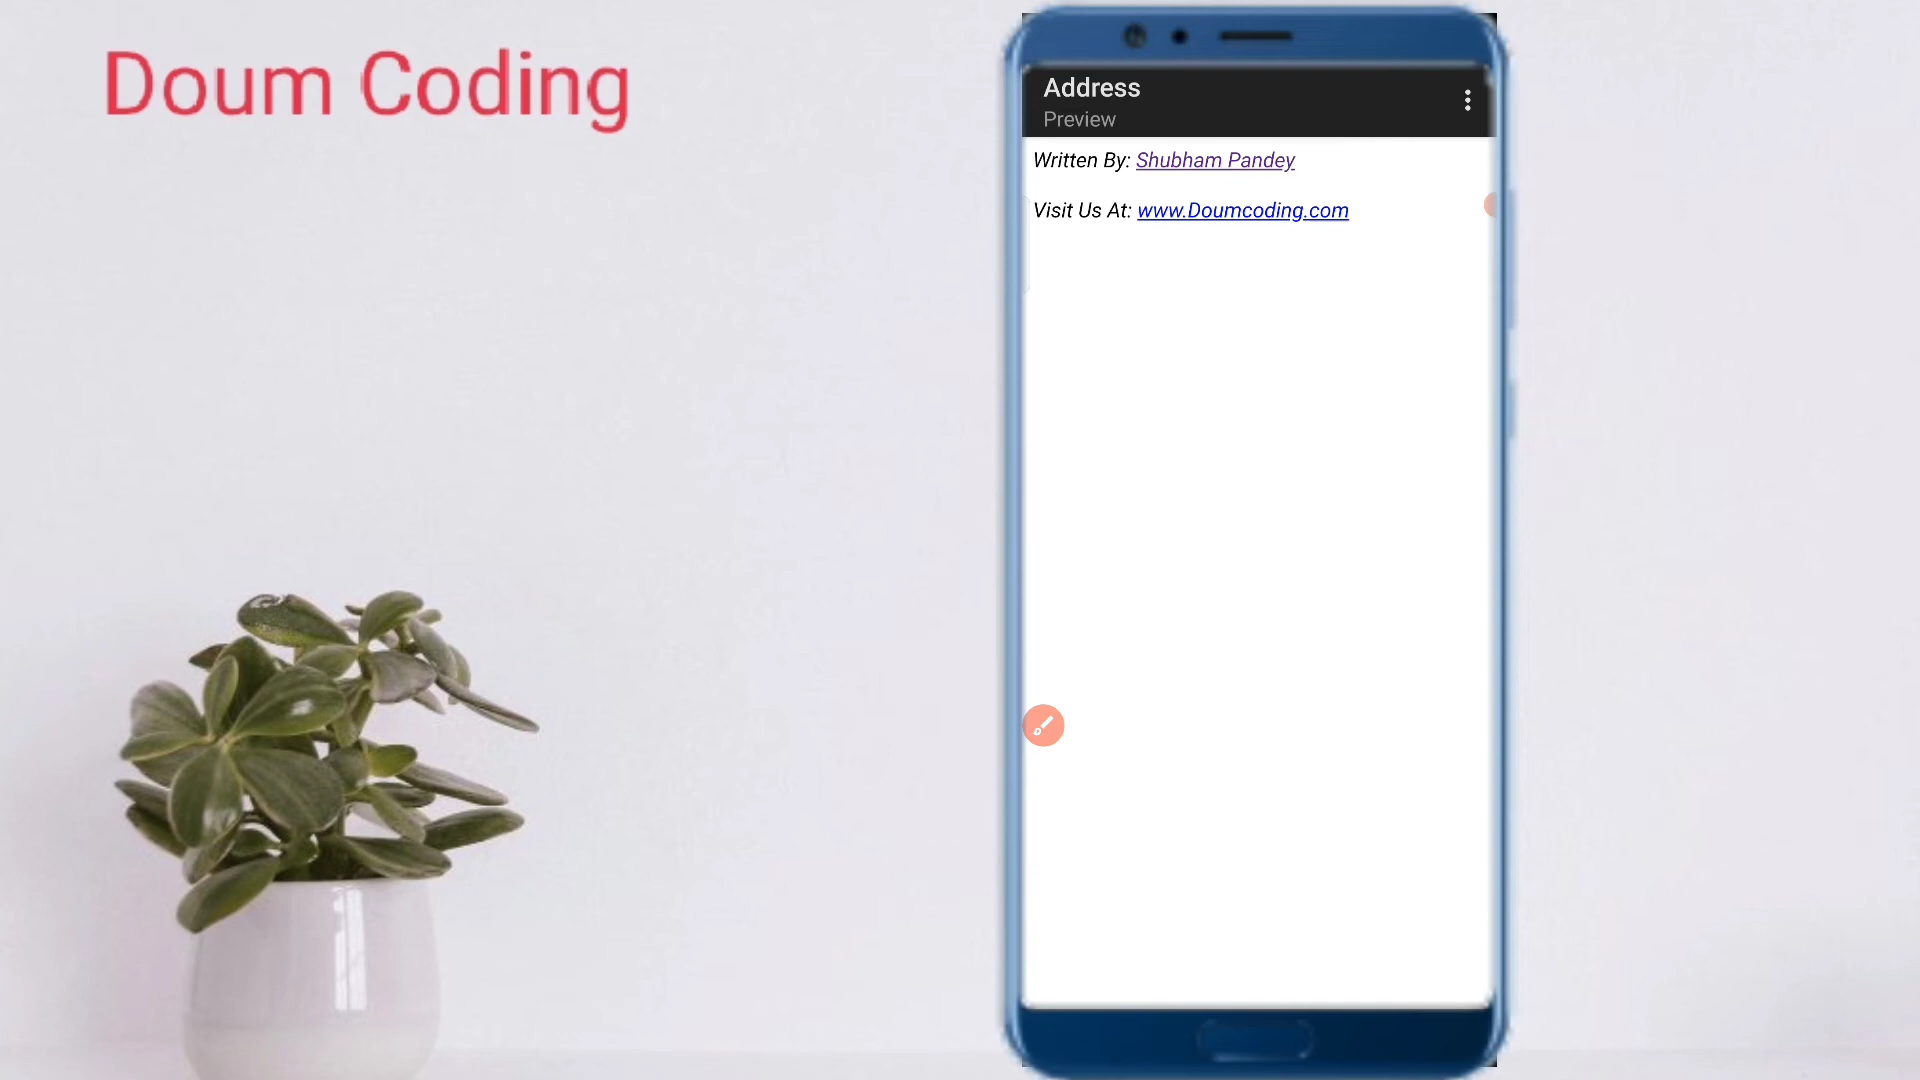 Doum Coding
Address
Preview
Written By: Shubham Pandey
Visit Us At: www.Doumcoding.com